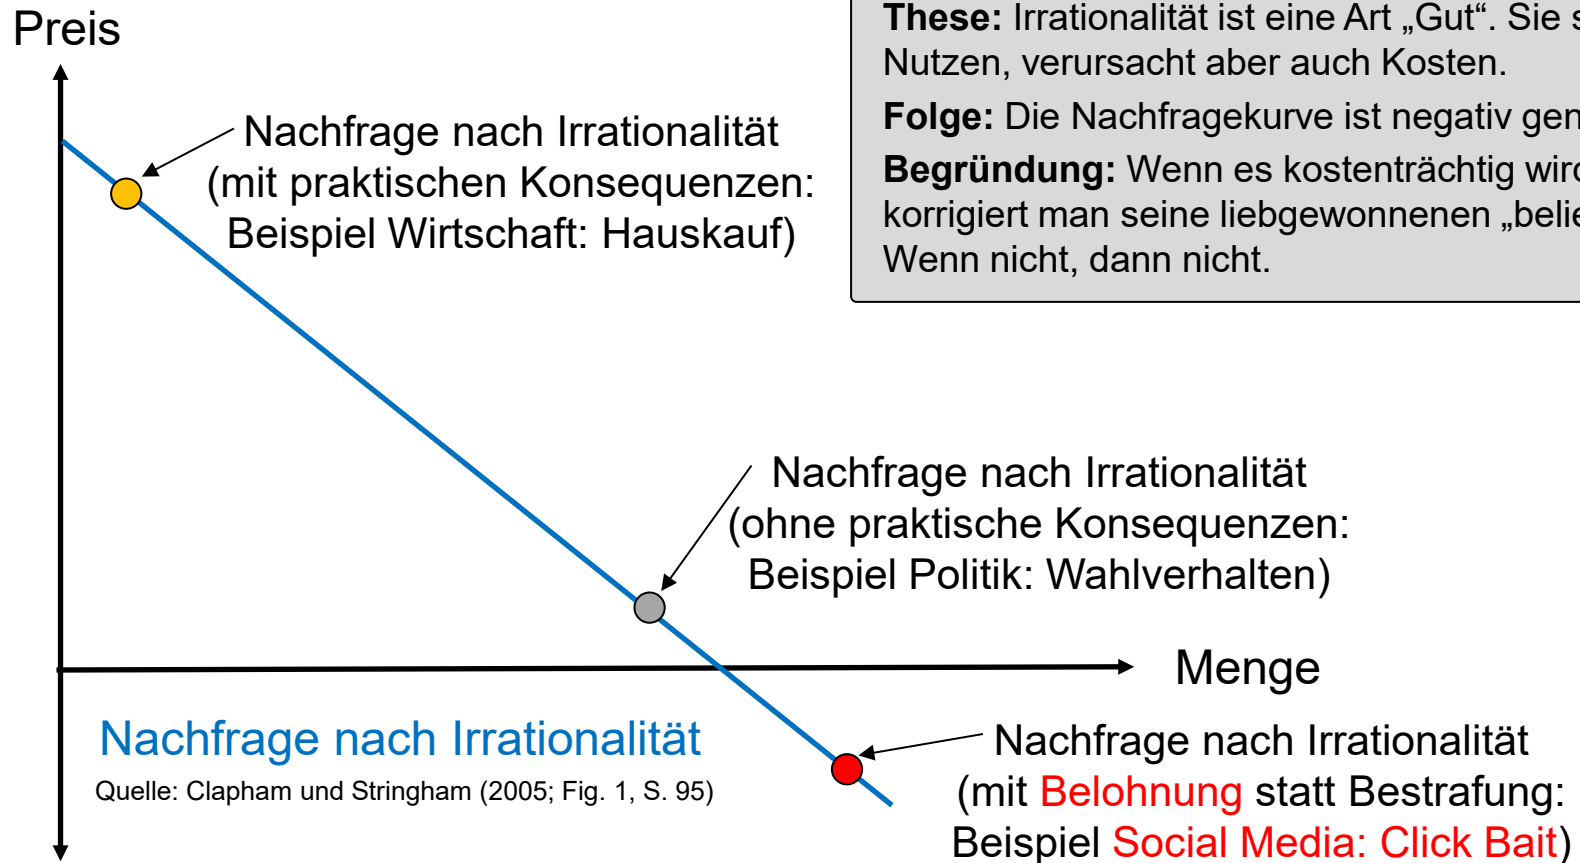 Preis
These: Irrationalität ist eine Art „Gut“. Sie
Nutzen, verursacht aber auch Kosten.
Folge: Die Nachfragekurve ist negativ
Begründung: Wenn es kostenträchtig
korrigiert man seine liebgewonnenen
Wenn nicht, dann nicht.
Nachfrage nach Irrationalität
(mit praktischen Konsequenzen:
Beispiel Wirtschaft: Hauskauf)
Nachfrage nach Irrationalität
(ohne praktische Konsequenzen:
Beispiel Politik: Wahlverhalten)
Menge
Nachfrage nach Irrationalität
Quelle: Clapham und Stringham (2005; Fig. 1, S. 95)
Nachfrage nach Irrationalität
(mit Belohnung statt Bestrafung:
Beispiel Social Media: Click Bait)